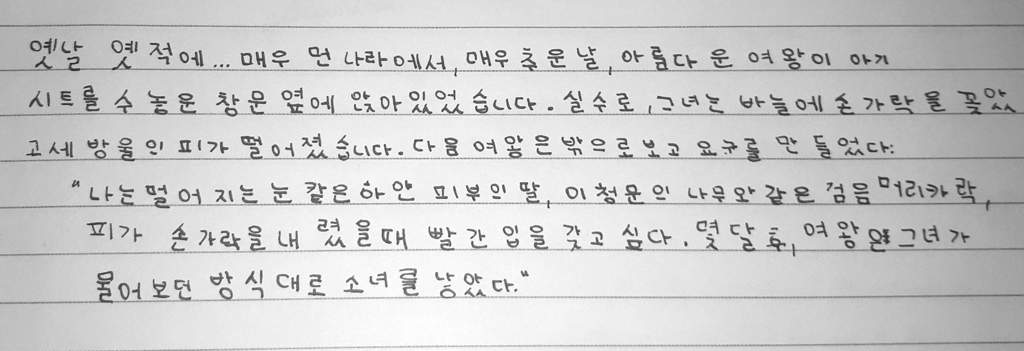 옛날 옛적에... 매우 먼 나라에서, 매우 추운 날, 아름다운 여왕이 아기
시트를 수 놓은 창문 옆에 앉아있었습니다. 실수로, 그녀는 바늘에 손가락을 꽂았
고 세 방울의 피가 떨어졌습니다. 다음 여왕은 밖으로 보고 요구를 만들었다:
"나는 떨어지는 눈 칼은 하얀 피부의 딸, 이 청문의 나무와 같은 검음 머리카락,
피가 손가락을 내렸을 때 빨간 입을 갖고 싶다. 몇 달 후, 여왕은 그녀가
물어보던 방식대로 소녀를 낳았다."